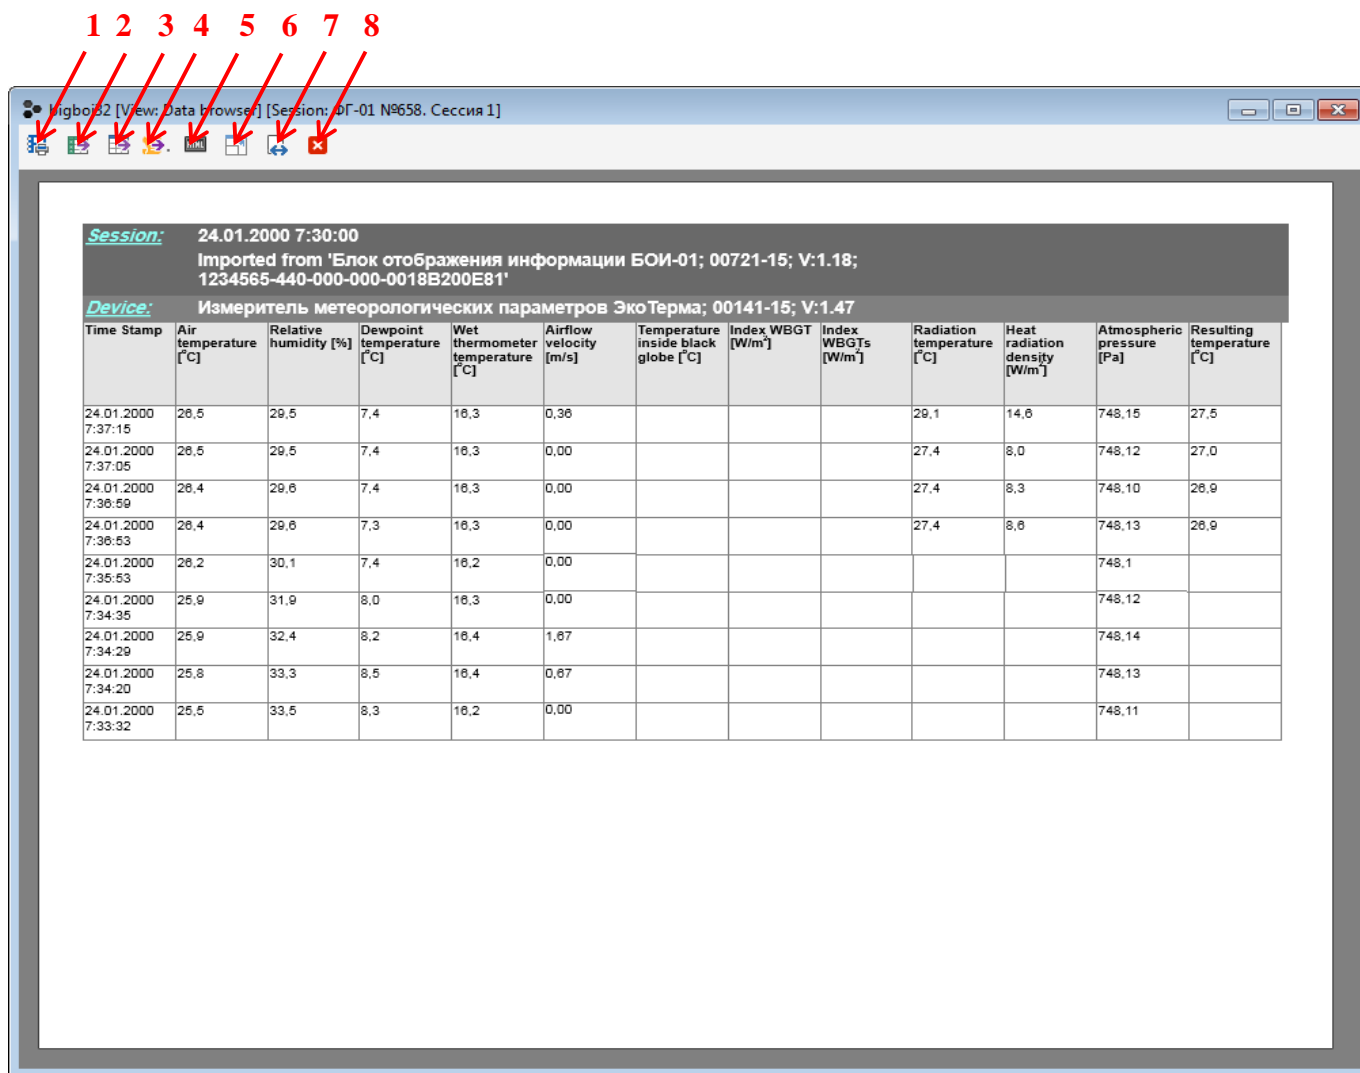 1 2 3 4 5 6 7 8
bigboi32 [View: Data browser] [Session: ФГ-01 №658. Сессия 1]
HTML
Session: 24.01.2000 7:30:00
Imported from 'Блок отображения информации БОИ-01; 00721-15; V:1.18;
1234565-440-000-000-0018B200E81'
Device: Измеритель метеорологических параметров ЭкоТерма; 00141-15; V:1.47
Time Stamp Air Relative Dewpoint Wet Airflow Temperature Index WBGT Index Radiation Heat Atmospheric Resulting
temperature humidity [%] temperature thermometer velocity inside black [W/m²] WBGTs temperature radiation pressure temperature
[°C] [°C] temperature [m/s] globe [°C] [W/m²] [°C] density [Pa] [°C]
[°C] [W/m²]
24.01.2000 26,5 29,5 7,4 16,3 0,36 29,1 14,6 748,15 27,5
7:37:15
24.01.2000 26,5 29,5 7,4 16,3 0,00 27,4 8,0 748,12 27,0
7:37:05
24.01.2000 26,4 29,6 7,4 16,3 0,00 27,4 8,3 748,10 26,9
7:36:59
24.01.2000 26,4 29,6 7,3 16,3 0,00 27,4 8,6 748,13 26,9
7:36:53
24.01.2000 26,2 30,1 7,4 16,2 0,00 748,1
7:35:53
24.01.2000 25,9 31,9 8,0 16,3 0,00 748,12
7:34:35
24.01.2000 25,9 32,4 8,2 16,4 1,67 748,14
7:34:29
24.01.2000 25,8 33,3 8,5 16,4 0,67 748,13
7:34:20
24.01.2000 25,5 33,5 8,3 16,2 0,00 748,11
7:33:32